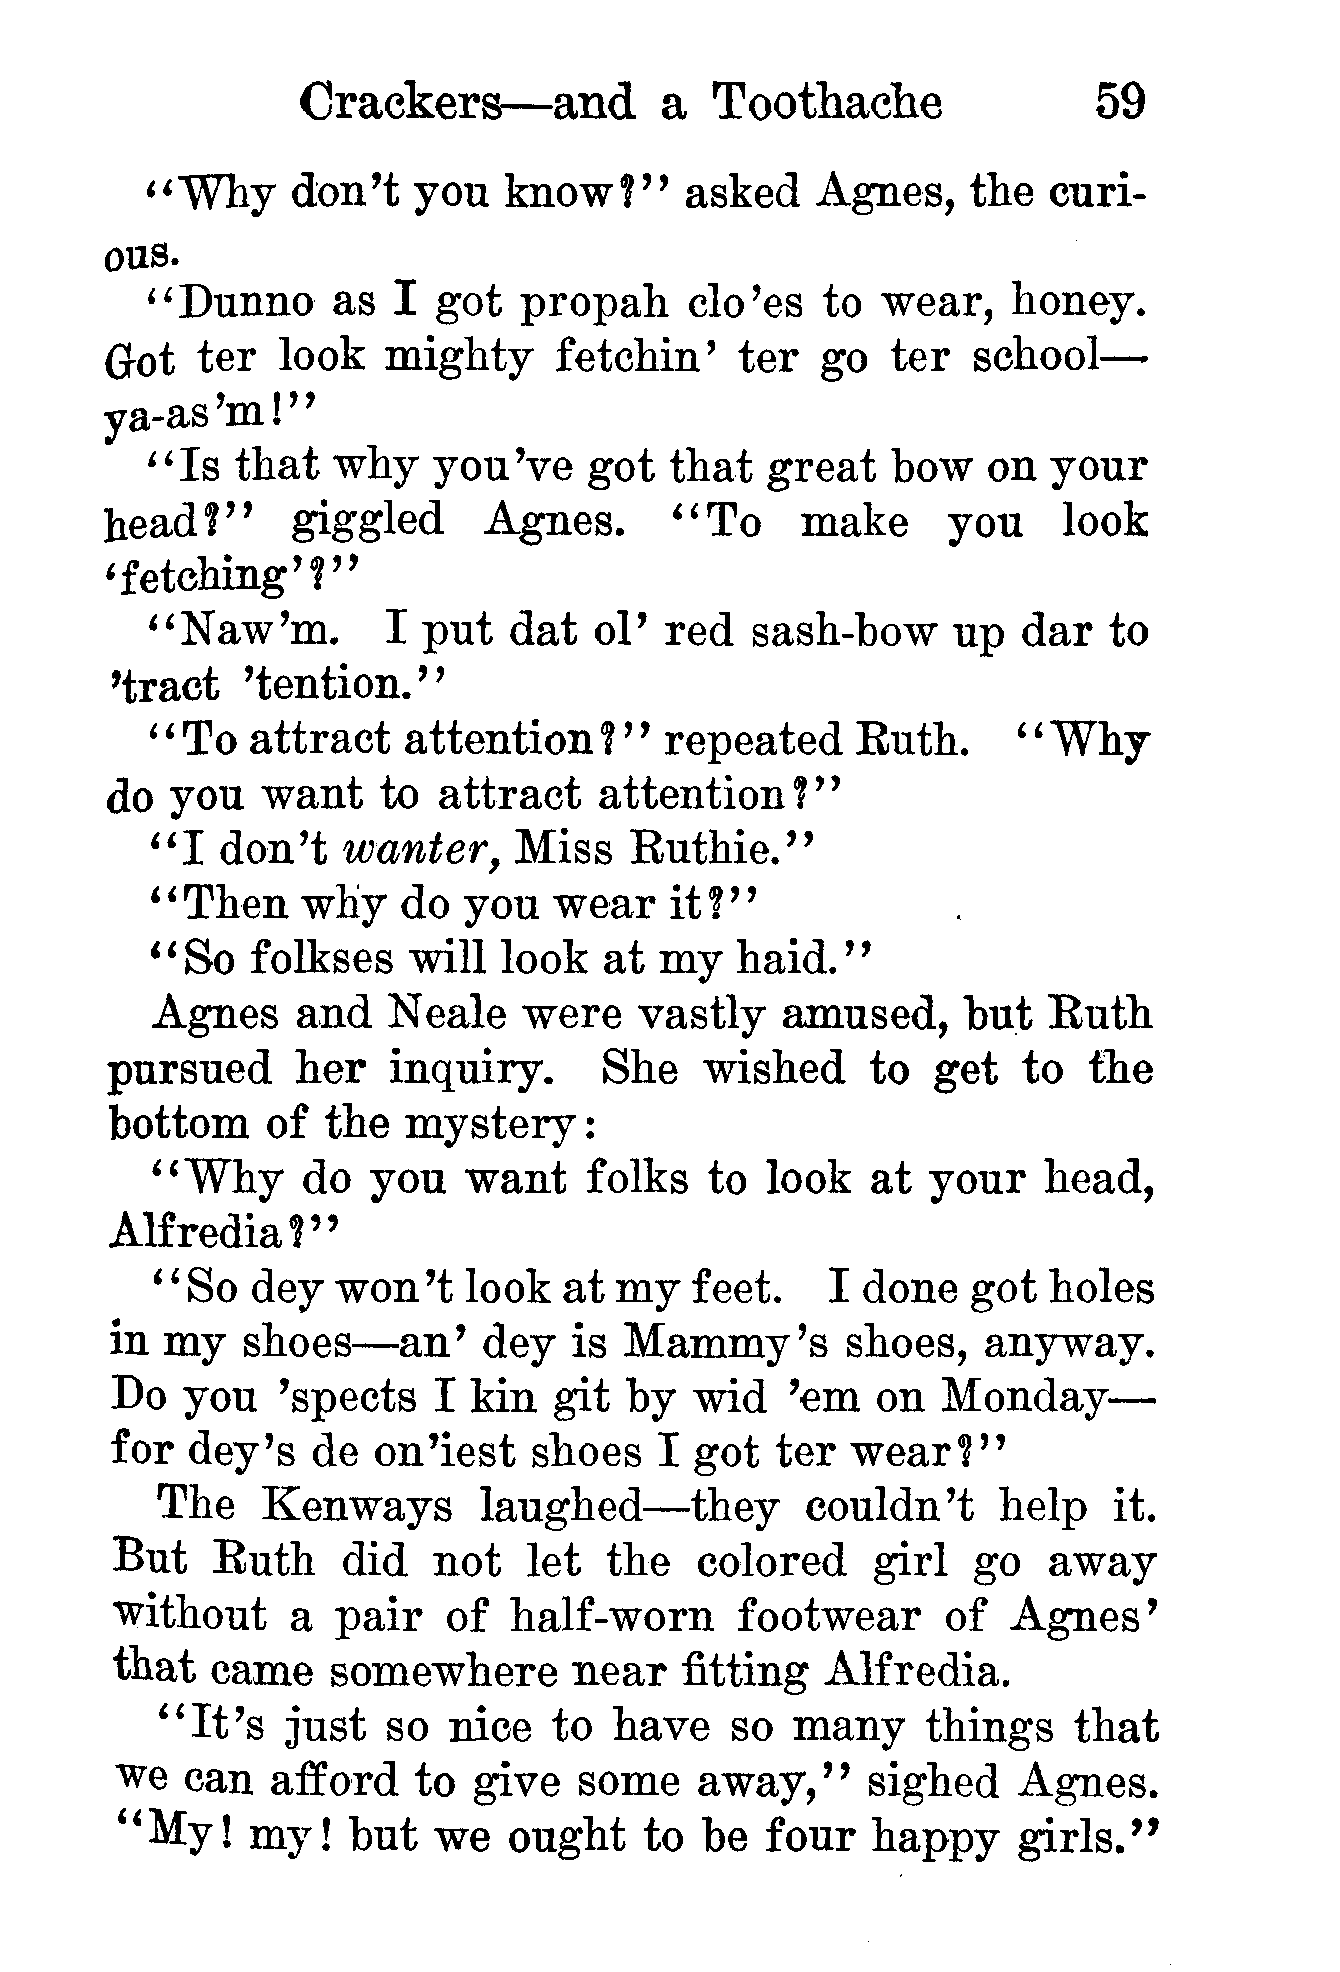 Crackers—and a Toothache 59
"Why don't you know?" asked Agnes, the curi-
ous.
"Dunno as I got propah clo'es to wear, honey.
Got ter look mighty fetchin' ter go ter school—
ya-as'm!"
"Is that why you've got that great bow on your
head?" giggled Agnes. "To make you look
'fetching'?"
"Naw'm. I put dat ol' red sash-bow up dar to
'tract 'tention."
"To attract attention?" repeated Ruth. "Why
do you want to attract attention?"
"I don't wanter, Miss Ruthie."
"Then why do you wear it?"
"So folkses will look at my haid."
Agnes and Neale were vastly amused, but Ruth
pursued her inquiry. She wished to get to the
bottom of the mystery:
"Why do you want folks to look at your head,
Alfredia?"
"So dey won't look at my feet. I done got holes
in my shoes—an' dey is Mammy's shoes, anyway.
Do you 'spects I kin git by wid 'em on Monday—
for dey's de on'iest shoes I got ter wear?"
The Kenways laughed—they couldn't help it.
But Ruth did not let the colored girl go away
without a pair of half-worn footwear of Agnes'
that came somewhere near fitting Alfredia.
"It's just so nice to have so many things that
we can afford to give some away," sighed Agnes.
"My! my! but we ought to be four happy girls."